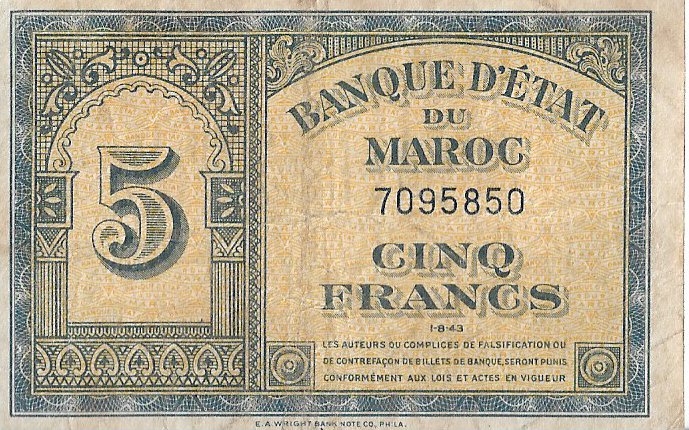 BANQUE D'ÉTAT
DU
MAROC
7095850
5
CINQ
FRANCS
1-8-43
LES AUTEURS OU COMPLICES DE FALSIFICATION OU
DE CONTREFAÇON DE BILLETS DE BANQUE, SERONT PUNIS
CONFORMÉMENT AUX LOIS ET ACTES EN VIGUEUR
E.A. WRIGHT BANK NOTE CO., PHILA.